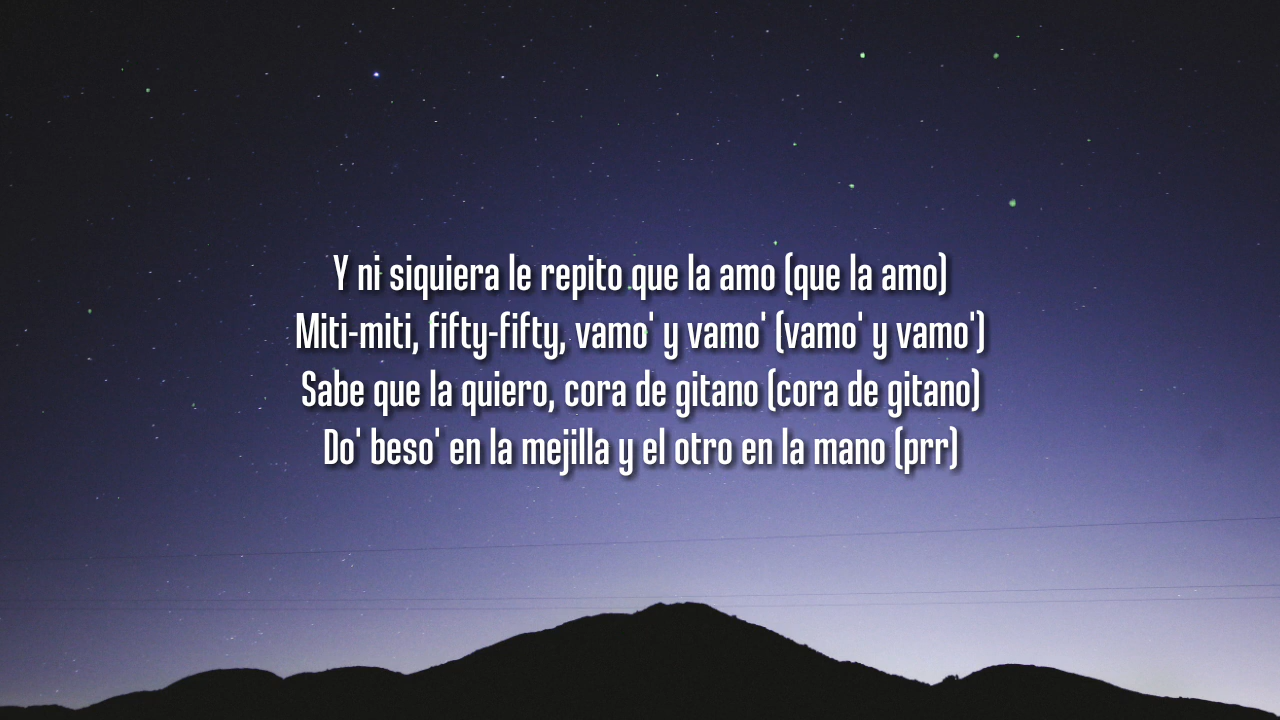 Y ni siquiera le repito que la amo (que la amo)
Miti-miti, fifty-fifty, vamo' y vamo' (vamo' y vamo')
Sabe que la quiero, cora de gitano (cora de gitano)
Do' beso' en la mejilla y el otro en la mano (prr)